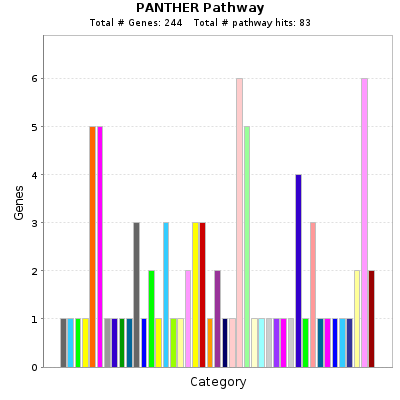 PANTHER Pathway
Total # Genes: 244 Total # pathway hits: 83
6
5
4
3
2
1
0
Genes
Category